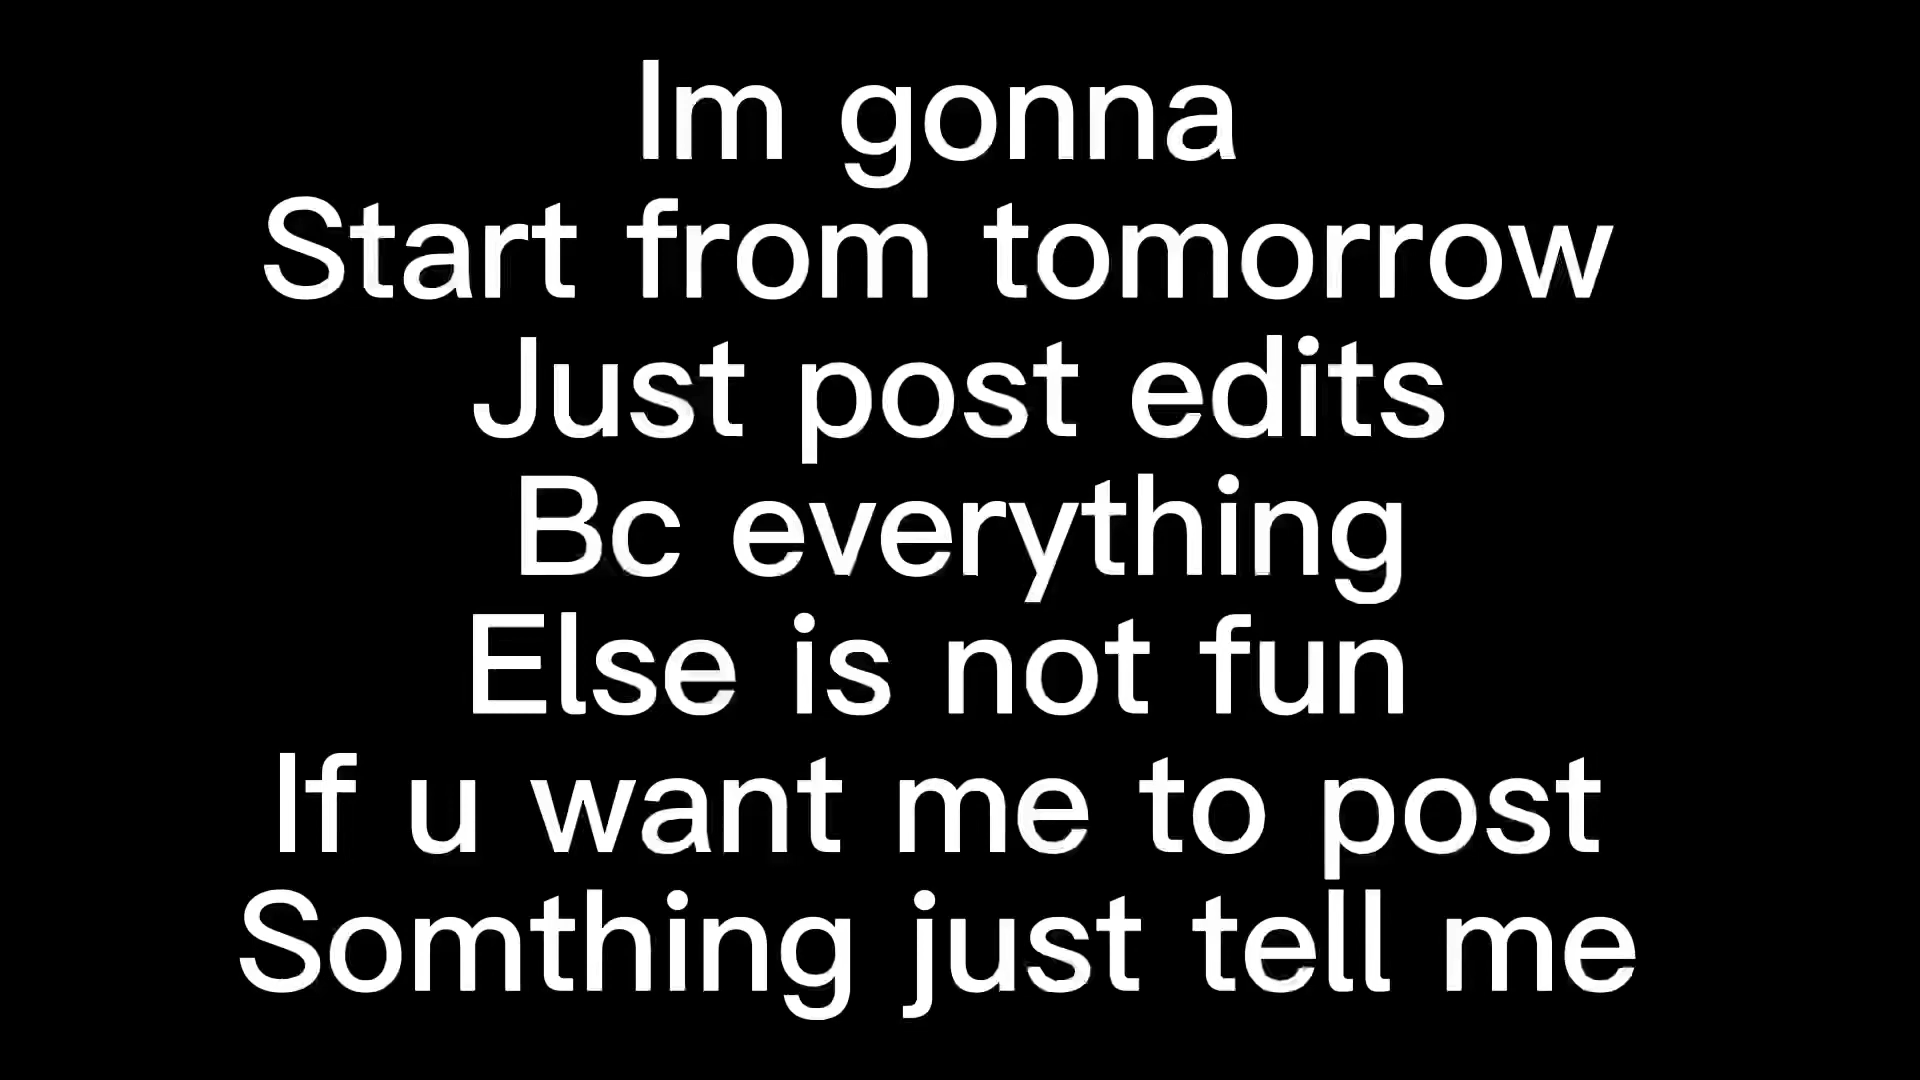 Im gonna
Start from tomorrow
Just post edits
Bc everything
Else is not fun
If u want me to post
Somthing just tell me